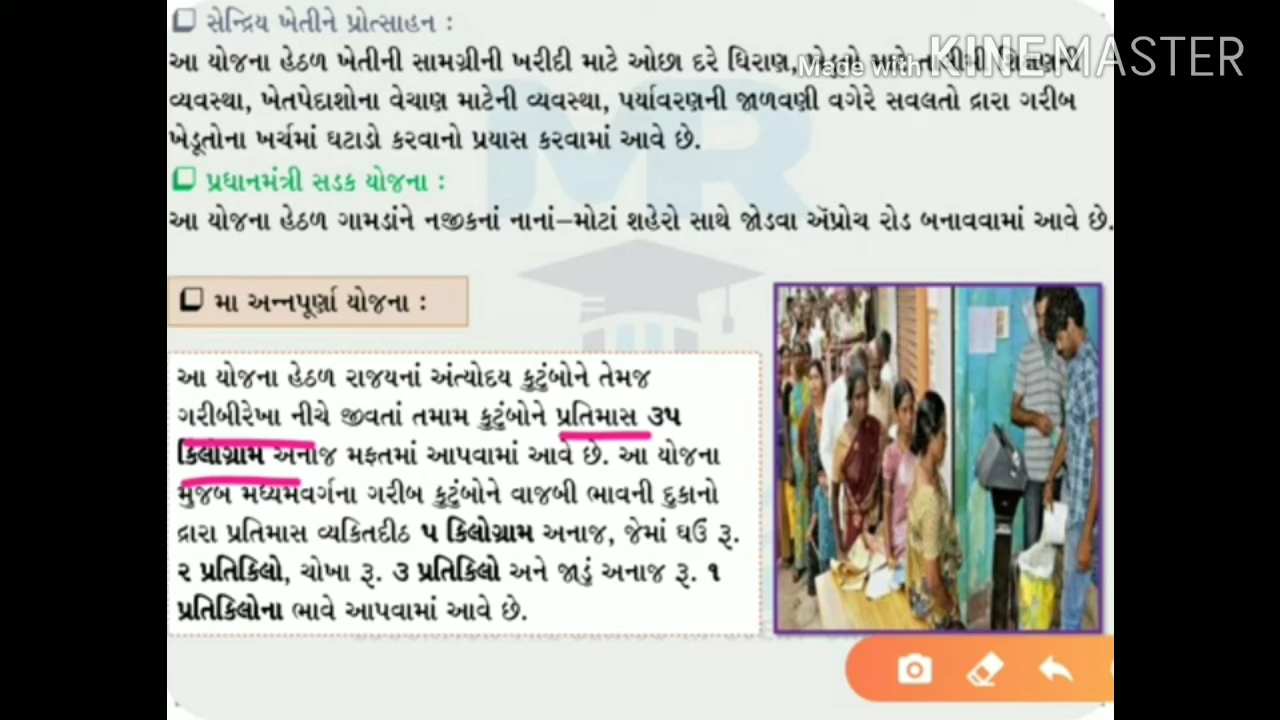 ❑ સેન્દ્રિય ખેતીને પ્રોત્સાહન :
આ યોજના હેઠળ ખેતીની સામગ્રીની ખરીદી માટે ઓછા દરે ધિરાણ,
Made with KINEMASTER
વ્યવસ્થા, ખેતપેદાશોના વેચાણ માટેની વ્યવસ્થા, પર્યાવરણની જાળવણી વગેરે સવલતો દ્વારા ગરીબ
ખેડૂતોના ખર્ચમાં ઘટાડો કરવાનો પ્રયાસ કરવામાં આવે છે.
❑ પ્રધાનમંત્રી સડક યોજના :
આ યોજના હેઠળ ગામડાંને નજીકનાં નાનાં-મોટાં શહેરો સાથે જોડવા ઍપ્રોચ રોડ બનાવવામાં આવે છે.
❑ મા અન્નપૂર્ણા યોજના :
આ યોજના હેઠળ રાજયનાં અંત્યોદય કુટુંબોને તેમજ
ગરીબીરેખા નીચે જીવતાં તમામ કુટુંબોને પ્રતિમાસ ૩૫
કિલોગ્રામ અનાજ મફતમાં આપવામાં આવે છે. આ યોજના
મુજબ મધ્યમવર્ગના ગરીબ કુટુંબોને વાજબી ભાવની દુકાનો
દ્વારા પ્રતિમાસ વ્યકિતદીઠ ૫ કિલોગ્રામ અનાજ, જેમાં ઘઉં રૂ.
૨ પ્રતિકિલો, ચોખા રૂ. ૩ પ્રતિકિલો અને જાડું અનાજ રૂ. ૧
પ્રતિકિલોના ભાવે આપવામાં આવે છે.
MR